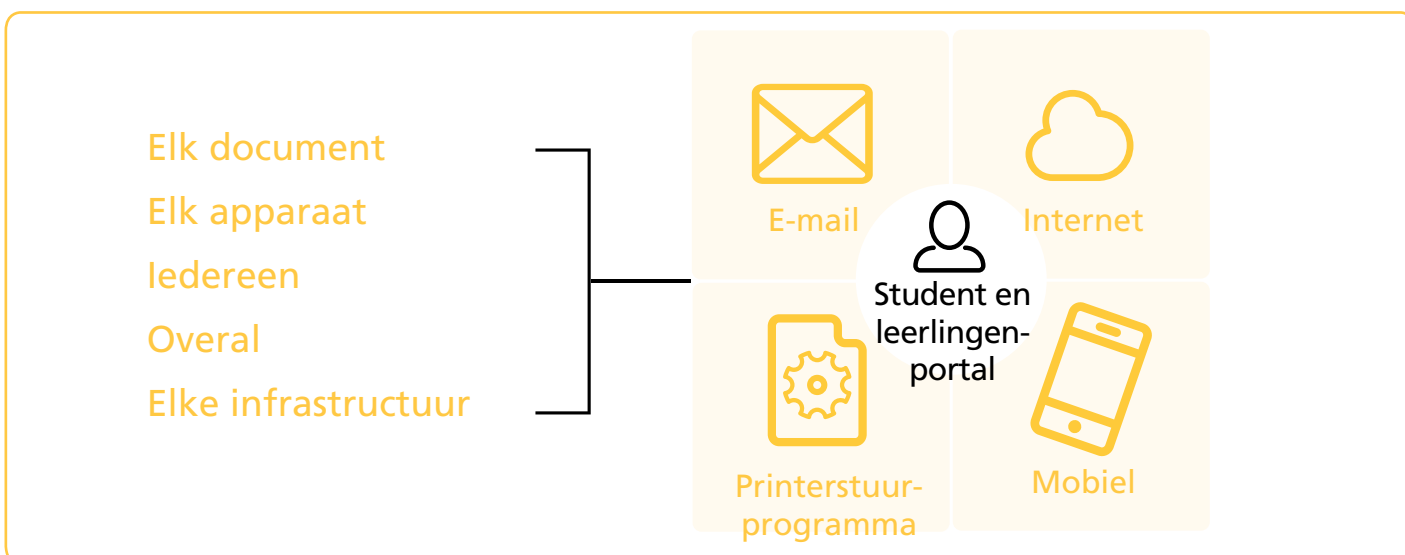 Elk document
Elk apparaat
Iedereen
Overal
Elke infrastructuur
E-mail
Internet
Student en
leerlingen-
portal
Printerstuur-
programma
Mobiel